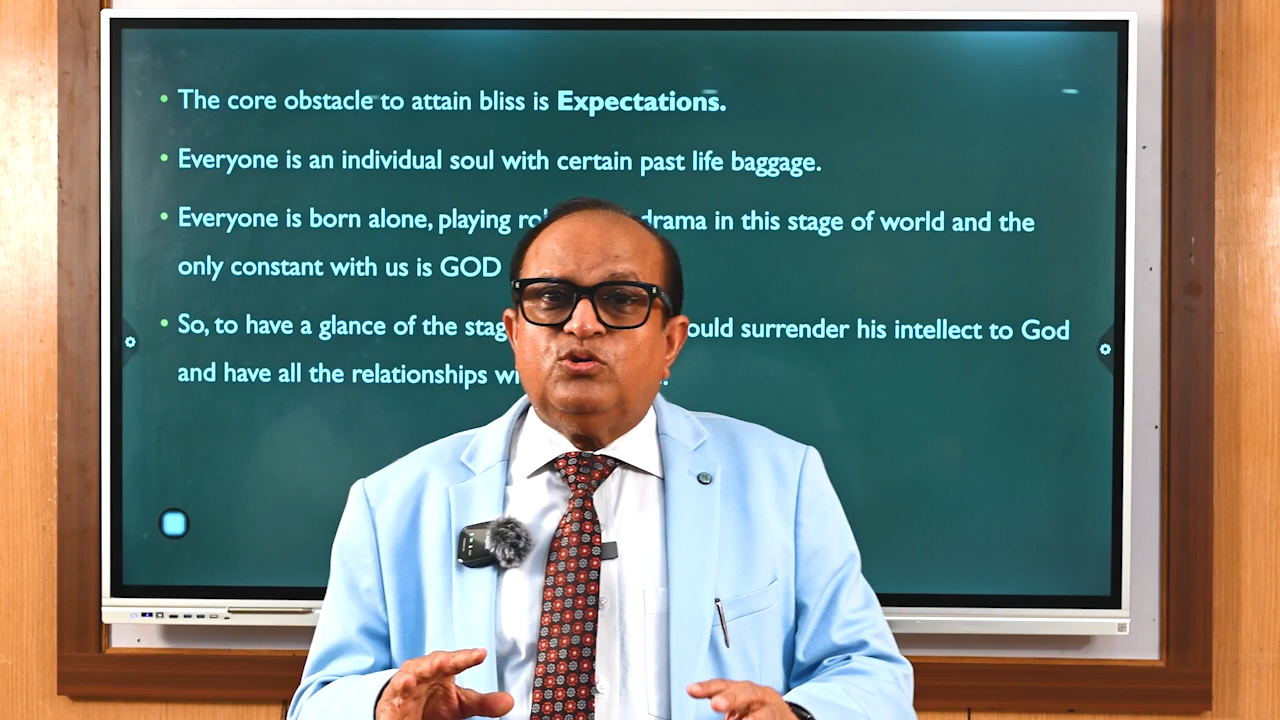 • The core obstacle to attain bliss is Expectations.
• Everyone is an individual soul with certain past life baggage.
• Everyone is born alone, playing drama in this stage of world and the
only constant with us is GOD
• So, to have a glance of the surrender his intellect to God
and have all the relationships